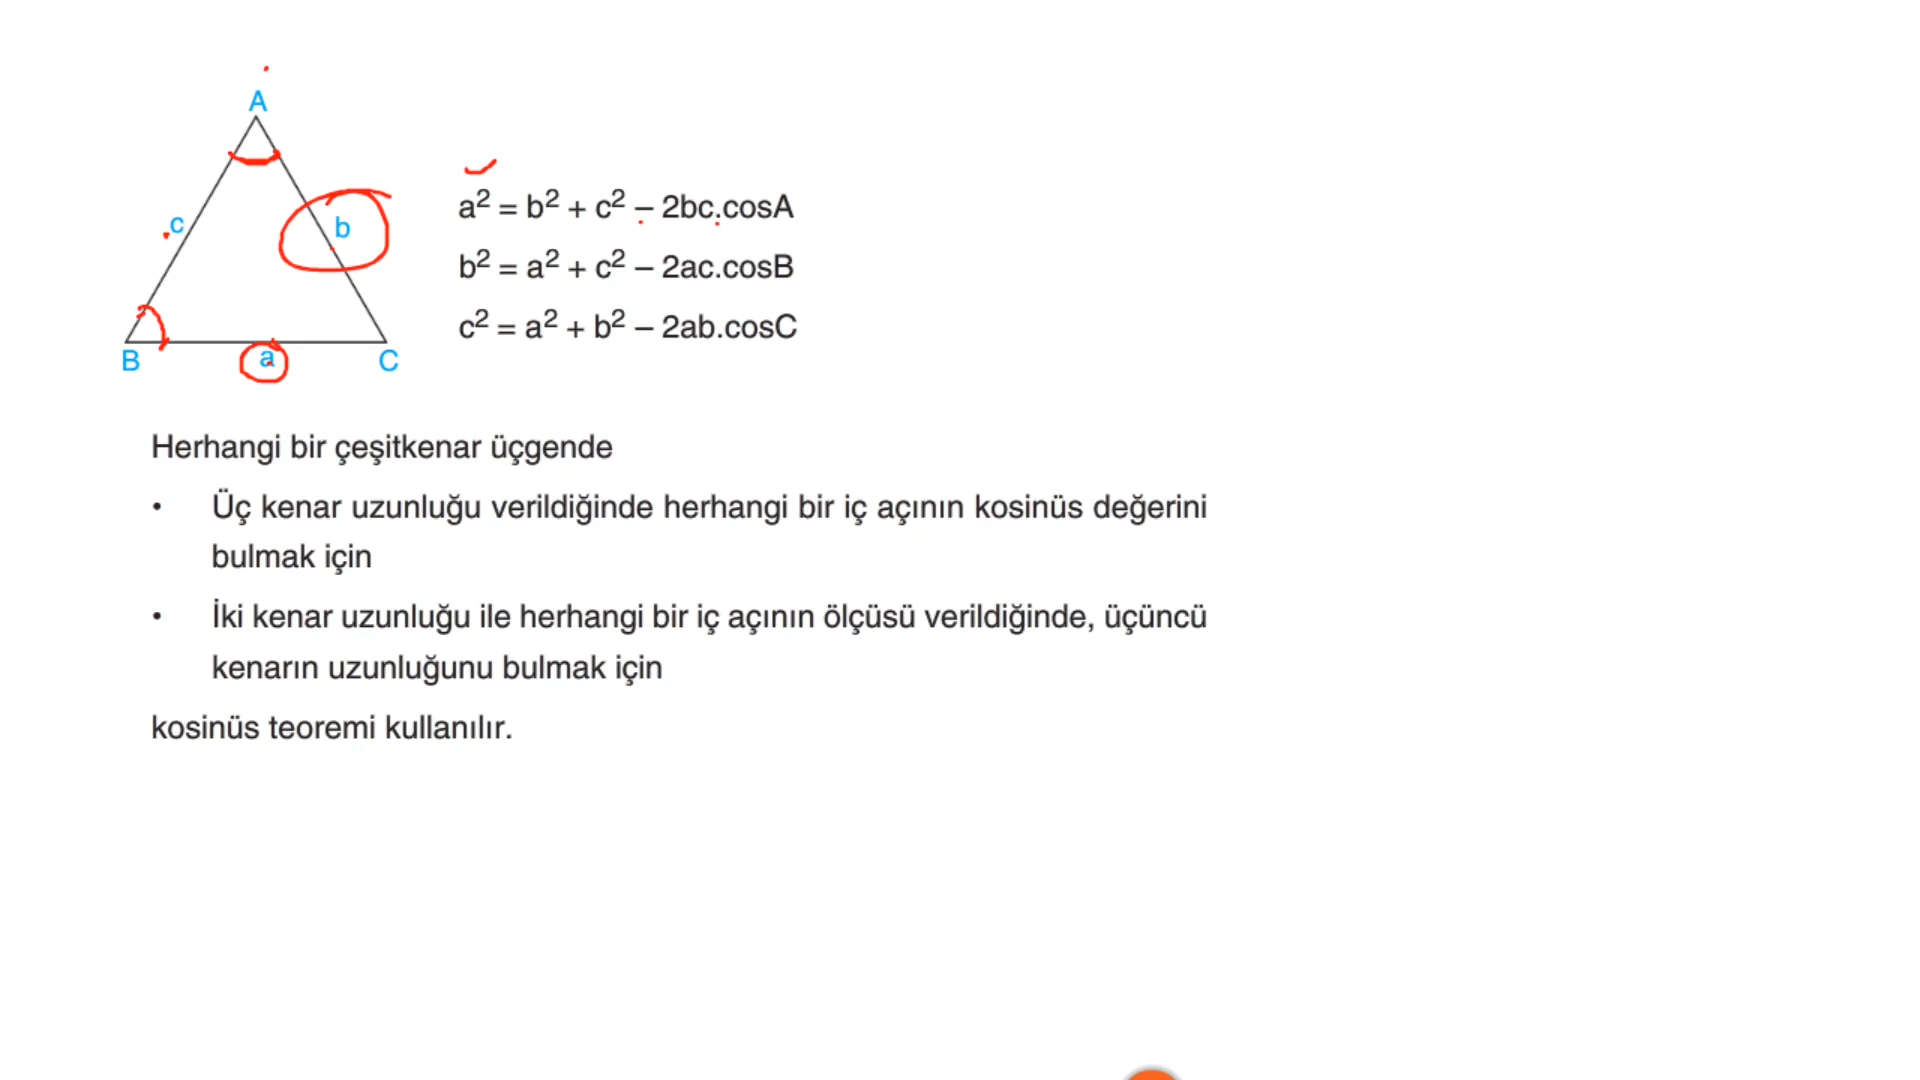 A
c
b
B
a
C
a² = b² + c² – 2bc.cosA
b² = a² + c² – 2ac.cosB
c² = a² + b² – 2ab.cosC
Herhangi bir çeşitkenar üçgende
• Üç kenar uzunluğu verildiğinde herhangi bir iç açının kosinüs değerini
bulmak için
• İki kenar uzunluğu ile herhangi bir iç açının ölçüsü verildiğinde, üçüncü
kenarın uzunluğunu bulmak için
kosinüs teoremi kullanılır.